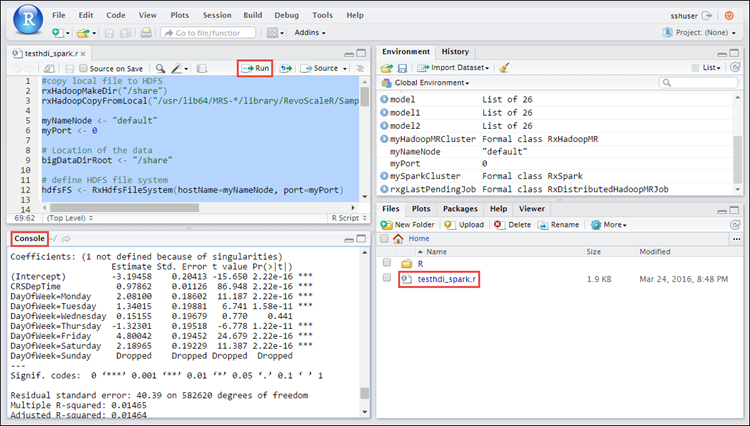 R
File Edit Code View Plots Session Build Debug Tools Help
sshuser
Go to file/function
Addins
Project: (None)
testhdi_spark.r
Source on Save
Run
Source
1 #copy local file to HDFS
2 rxHadoopMakeDir("/share")
3 rxHadoopCopyFromLocal("/usr/lib64/MRS-*/library/RevoScaleR/Samp
4
5 myNameNode <- "default"
6 myPort <- 0
7
8 # Location of the data
9 bigDataDirRoot <- "/share"
10
11 # define HDFS file system
12 hdfsFS <- RxHdfsFileSystem(hostName=myNameNode, port=myPort)
13
69:62 (Top Level) R Script
Console ~/
Coefficients: (1 not defined because of singularities)
Estimate Std. Error t value Pr(>|t|)
(Intercept) -3.19458 0.20413 -15.650 2.22e-16 ***
CRSDepTime 0.97862 0.01126 86.948 2.22e-16 ***
DayOfWeek=Monday 2.08100 0.18602 11.187 2.22e-16 ***
DayOfWeek=Tuesday 1.34015 0.19881 6.741 1.58e-11 ***
DayOfWeek=Wednesday 0.15155 0.19679 0.770 0.441
DayOfWeek=Thursday -1.32301 0.19518 -6.778 1.22e-11 ***
DayOfWeek=Friday 4.80042 0.19452 24.679 2.22e-16 ***
DayOfWeek=Saturday 2.18965 0.19229 11.387 2.22e-16 ***
DayOfWeek=Sunday Dropped Dropped Dropped Dropped
---
Signif. codes: 0 ‘***’ 0.001 ‘**’ 0.01 ‘*’ 0.05 ‘.’ 0.1 ‘ ’ 1
Residual standard error: 40.39 on 582620 degrees of freedom
Multiple R-squared: 0.01465
Adjusted R-squared: 0.01464
Environment History
Import Dataset
List
Global Environment
model List of 26
model1 List of 26
model2 List of 26
myHadoopMRCluster Formal class RxHadoopMR
myNameNode "default"
myPort 0
mySparkCluster Formal class RxSpark
rxgLastPendingJob Formal class RxDistributedHadoopMRJob
Files Plots Packages Help Viewer
New Folder Upload Delete Rename More
Home
Name Size Modified
R
testhdi_spark.r 1.9 KB Mar 24, 2016, 8:48 PM